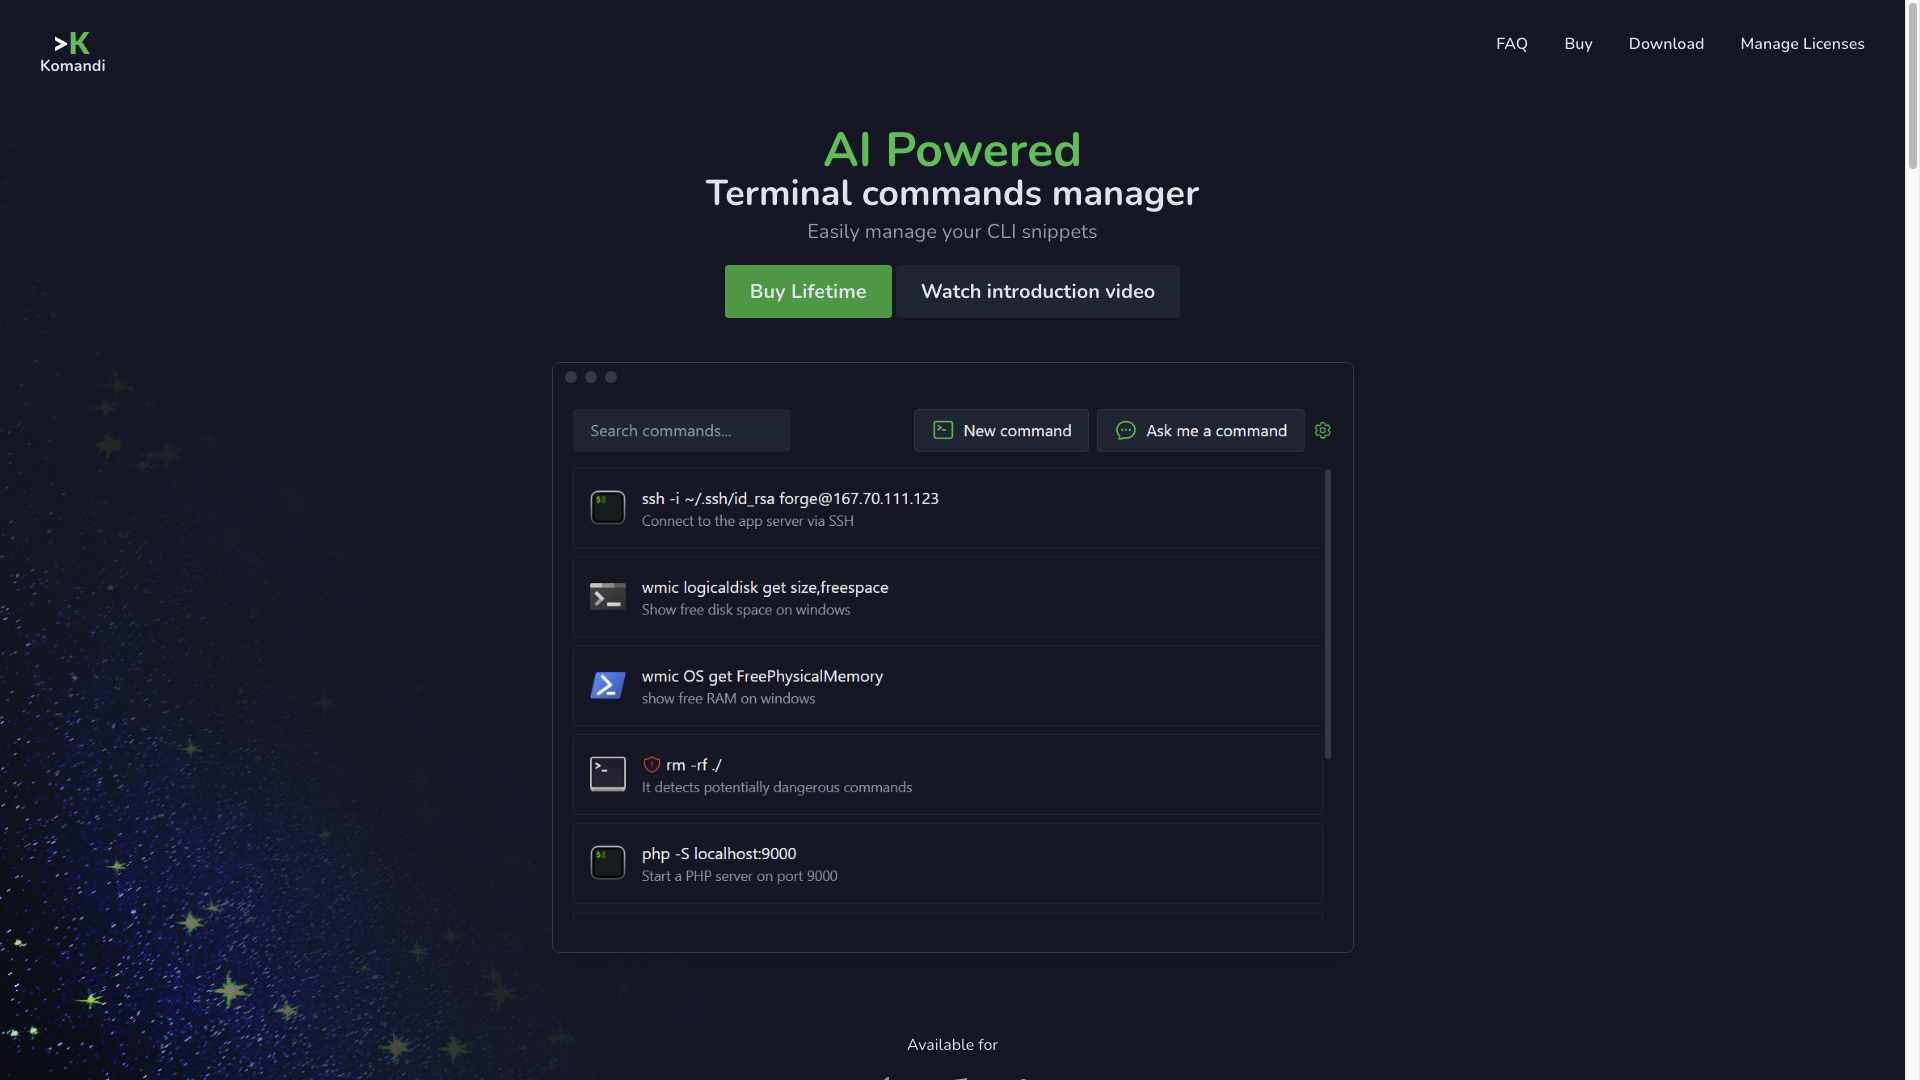 >K
Komandi
FAQ
Buy
Download
Manage Licenses
AI Powered
Terminal commands manager
Easily manage your CLI snippets
Buy Lifetime
Watch introduction video
Search commands...
New command
Ask me a command
ssh -i ~/.ssh/id_rsa forge@167.70.111.123
Connect to the app server via SSH
wmic logicaldisk get size,freespace
Show free disk space on windows
wmic OS get FreePhysicalMemory
show free RAM on windows
rm -rf ./
It detects potentially dangerous commands
php -S localhost:9000
Start a PHP server on port 9000
Available for